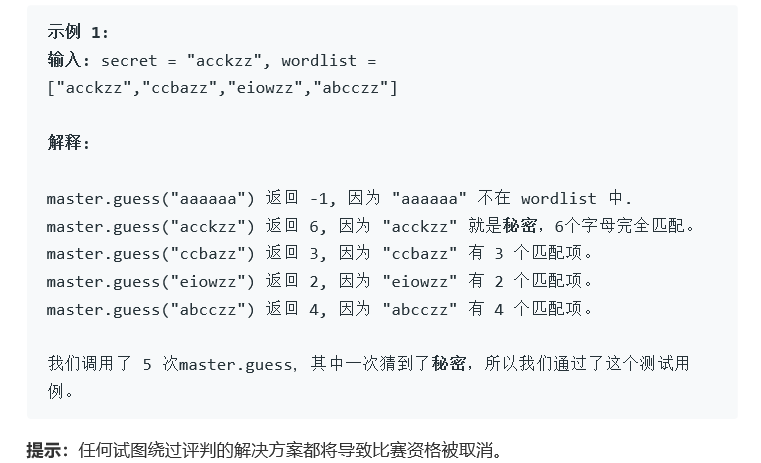 示例 1:
输入: secret = "acckzz", wordlist =
["acckzz","ccbazz","eiowzz","abcczz"]
解释:
master.guess("aaaaaa") 返回 -1, 因为 "aaaaaa" 不在 wordlist 中.
master.guess("acckzz") 返回 6, 因为 "acckzz" 就是秘密，6个字母完全匹配。
master.guess("ccbazz") 返回 3, 因为 "ccbazz" 有 3 个匹配项。
master.guess("eiowzz") 返回 2, 因为 "eiowzz" 有 2 个匹配项。
master.guess("abcczz") 返回 4, 因为 "abcczz" 有 4 个匹配项。
我们调用了 5 次master.guess，其中一次猜到了秘密，所以我们通过了这个测试用
例。
提示：任何试图绕过评判的解决方案都将导致比赛资格被取消。